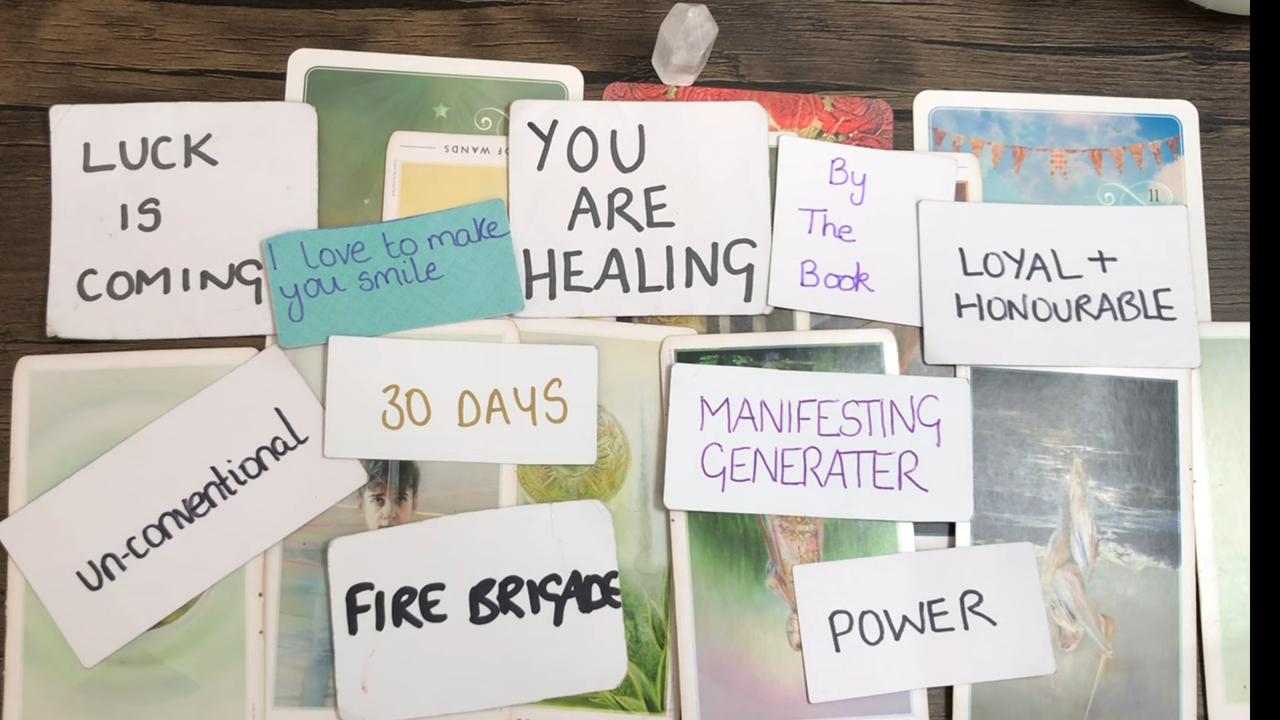 LUCK
IS
COMING
I love to make
you smile
OF WANDS
YOU
ARE
HEALING
By
The
Book
11
LOYAL +
HONOURABLE
un-conventional
30 DAYS
MANIFESTING
GENERATER
FIRE BRIGADE
POWER